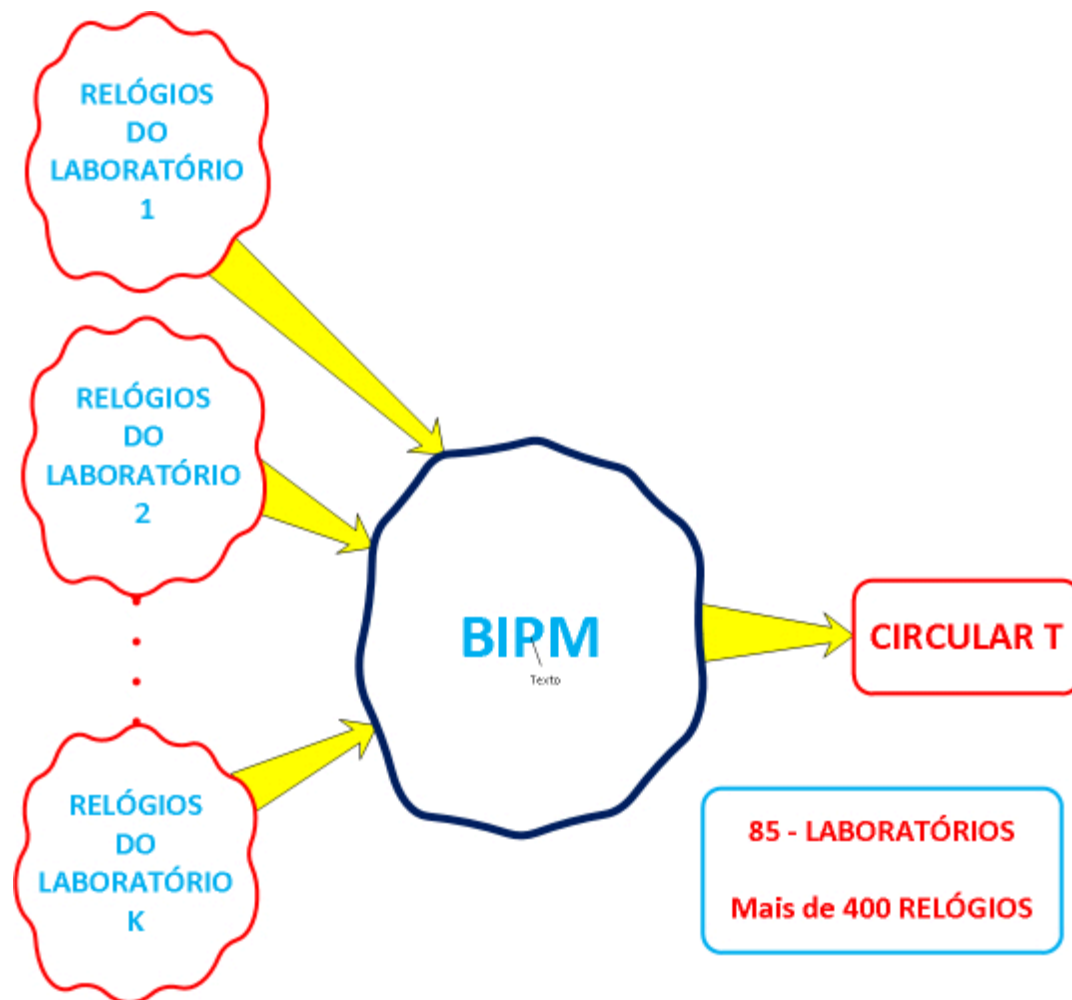 RELÓGIOS
DO
LABORATÓRIO
1
RELÓGIOS
DO
LABORATÓRIO
2
RELÓGIOS
DO
LABORATÓRIO
K
BIPM
Texto
CIRCULAR T
85 - LABORATÓRIOS
Mais de 400 RELÓGIOS